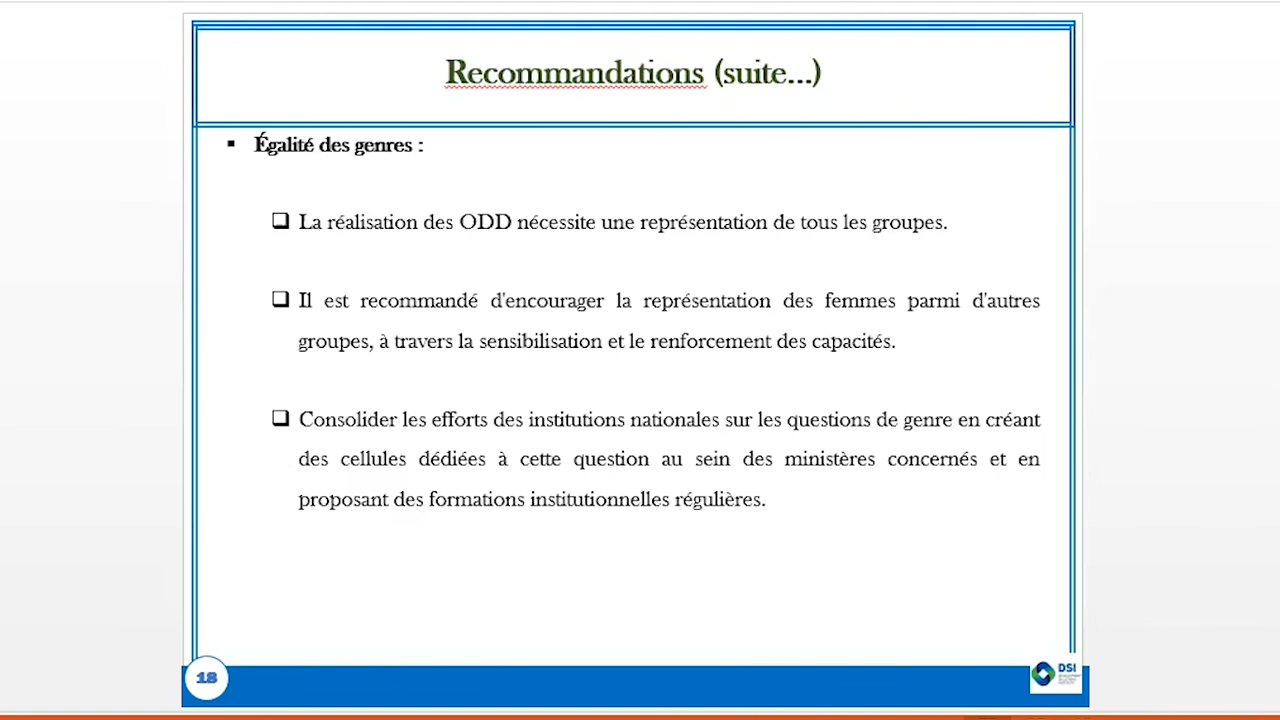 Recommandations (suite...)
▪ Égalité des genres :
❑ La réalisation des ODD nécessite une représentation de tous les groupes.
❑ Il est recommandé d'encourager la représentation des femmes parmi d'autres
groupes, à travers la sensibilisation et le renforcement des capacités.
❑ Consolider les efforts des institutions nationales sur les questions de genre en créant
des cellules dédiées à cette question au sein des ministères concernés et en
proposant des formations institutionnelles régulières.
18
DSI